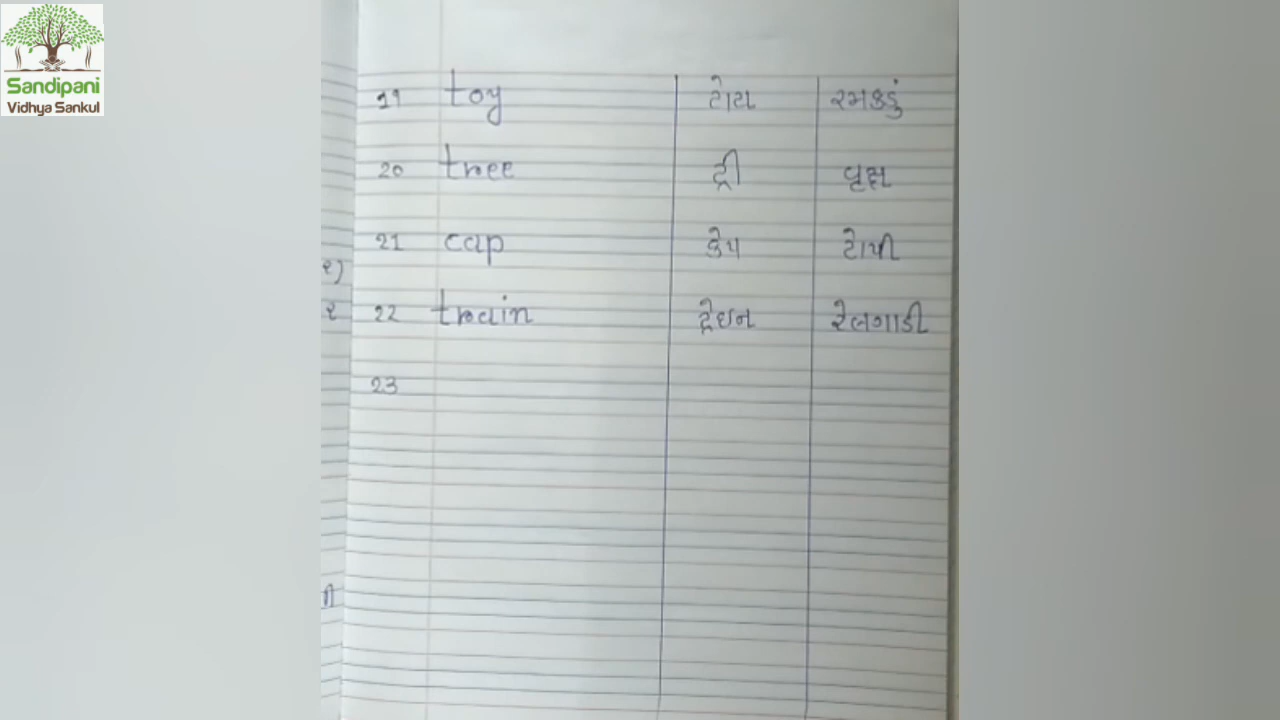 Sandipani
Vidhya Sankul
19 toy ટોય રમકડું
20 tree ટ્રી વૃક્ષ
21 cap કેપ ટોપી
22 train ટ્રેઇન રેલગાડી
23